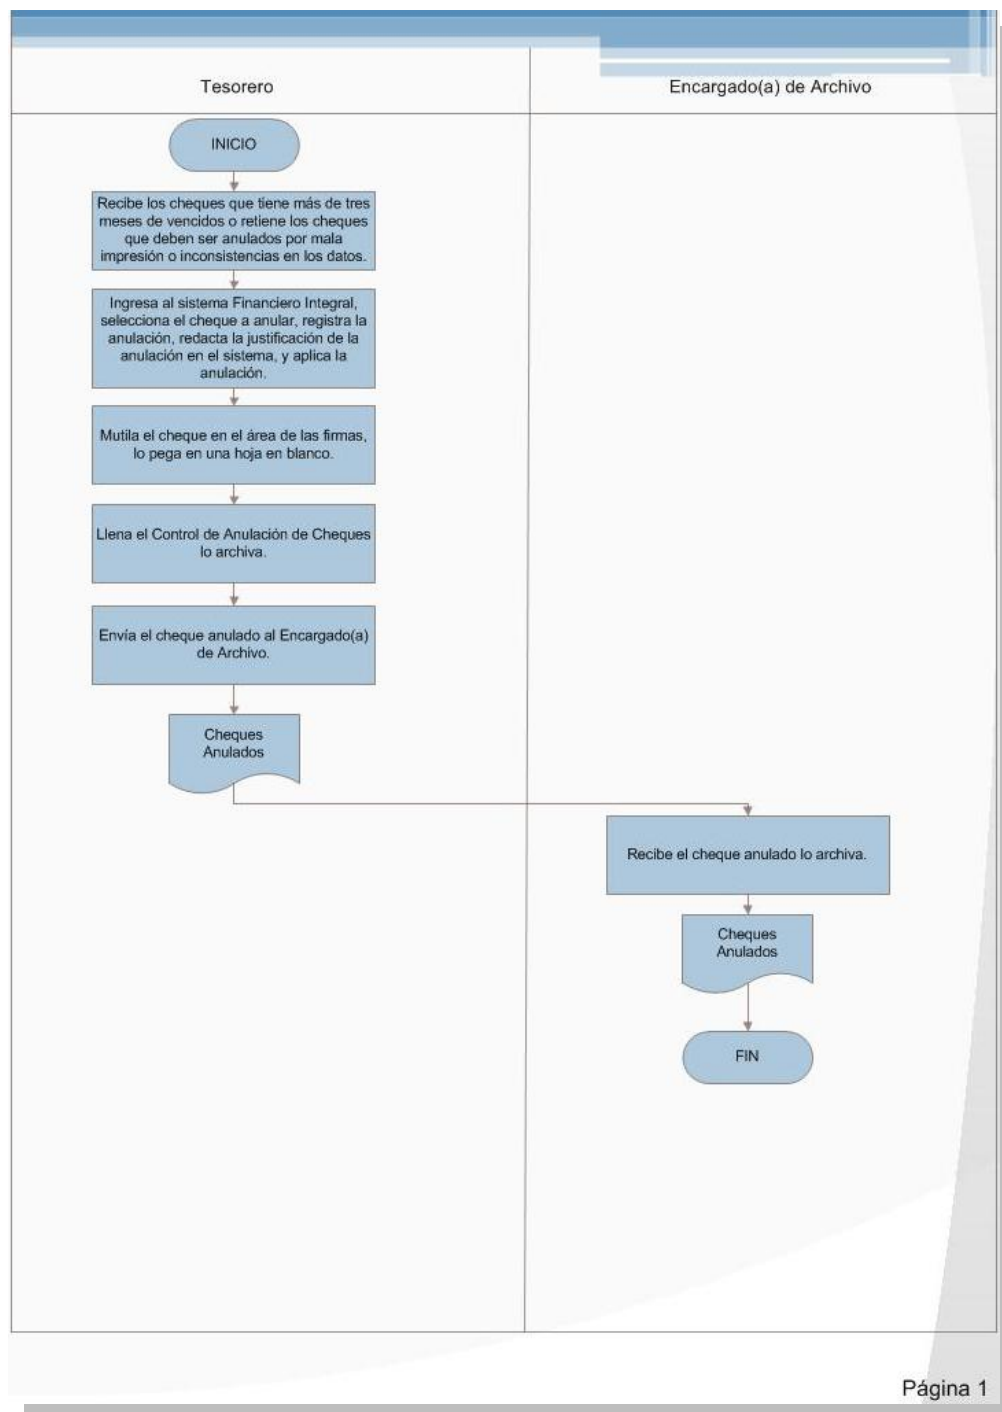 Tesorero
Encargado(a) de Archivo
INICIO
Recibe los cheques que tiene más de tres
meses de vencidos o retiene los cheques
que deben ser anulados por mala
impresión o inconsistencias en los datos.
Ingresa al sistema Financiero Integral,
selecciona el cheque a anular, registra la
anulación, redacta la justificación de la
anulación en el sistema, y aplica la
anulación.
Mutila el cheque en el área de las firmas,
lo pega en una hoja en blanco.
Llena el Control de Anulación de Cheques
lo archiva.
Envía el cheque anulado al Encargado(a)
de Archivo.
Cheques
Anulados
Recibe el cheque anulado lo archiva.
Cheques
Anulados
FIN
Página 1